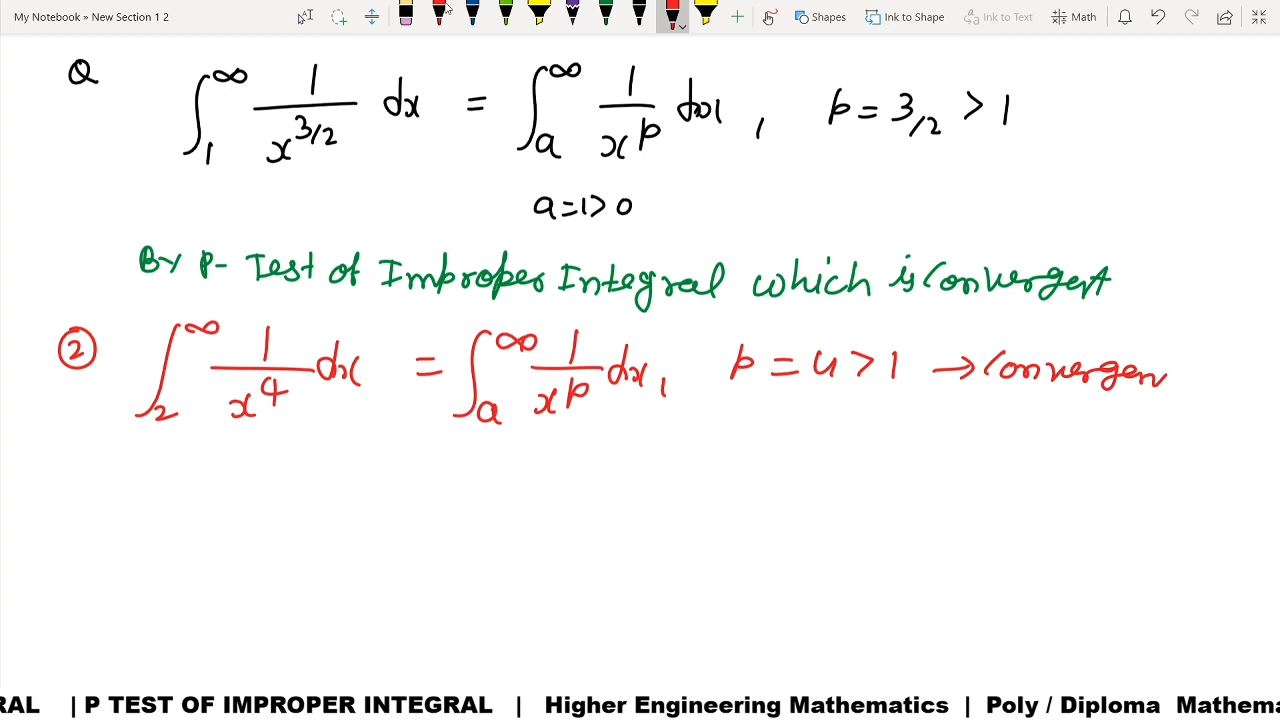 My Notebook » New Section 1 2
Shapes Ink to Shape Ink to Text Math
Q ∫₁^∞ 1/x^{3/2} dx = ∫ₐ^∞ 1/x^p dx, p = 3/2 > 1
a=1>0
By P- Test of Improper Integral which is Convergent
② ∫₂^∞ 1/x^4 dx = ∫ₐ^∞ 1/x^p dx, p = 4 > 1 → Convergen
RAL | P TEST OF IMPROPER INTEGRAL | Higher Engineering Mathematics | Poly / Diploma Mathema